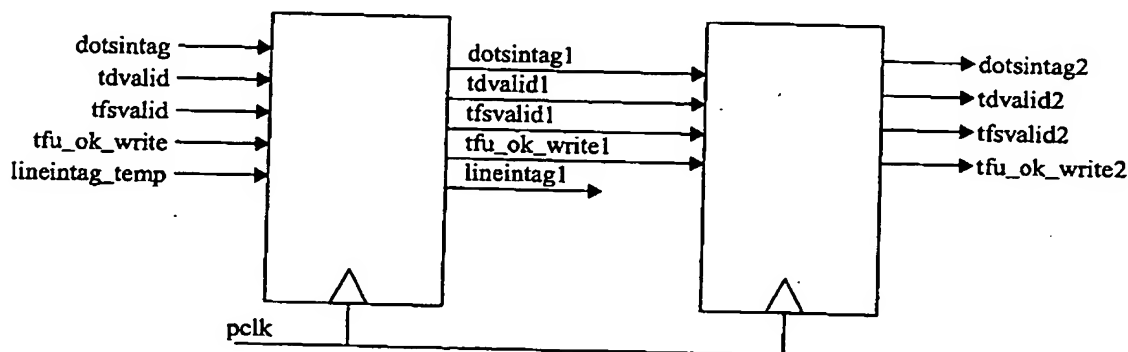 dotsintag
tdvalid
tfsvalid
tfu_ok_write
lineintag_temp
dotsintag1
tdvalid1
tfsvalid1
tfu_ok_write1
lineintag1
dotsintag2
tdvalid2
tfsvalid2
tfu_ok_write2
pclk